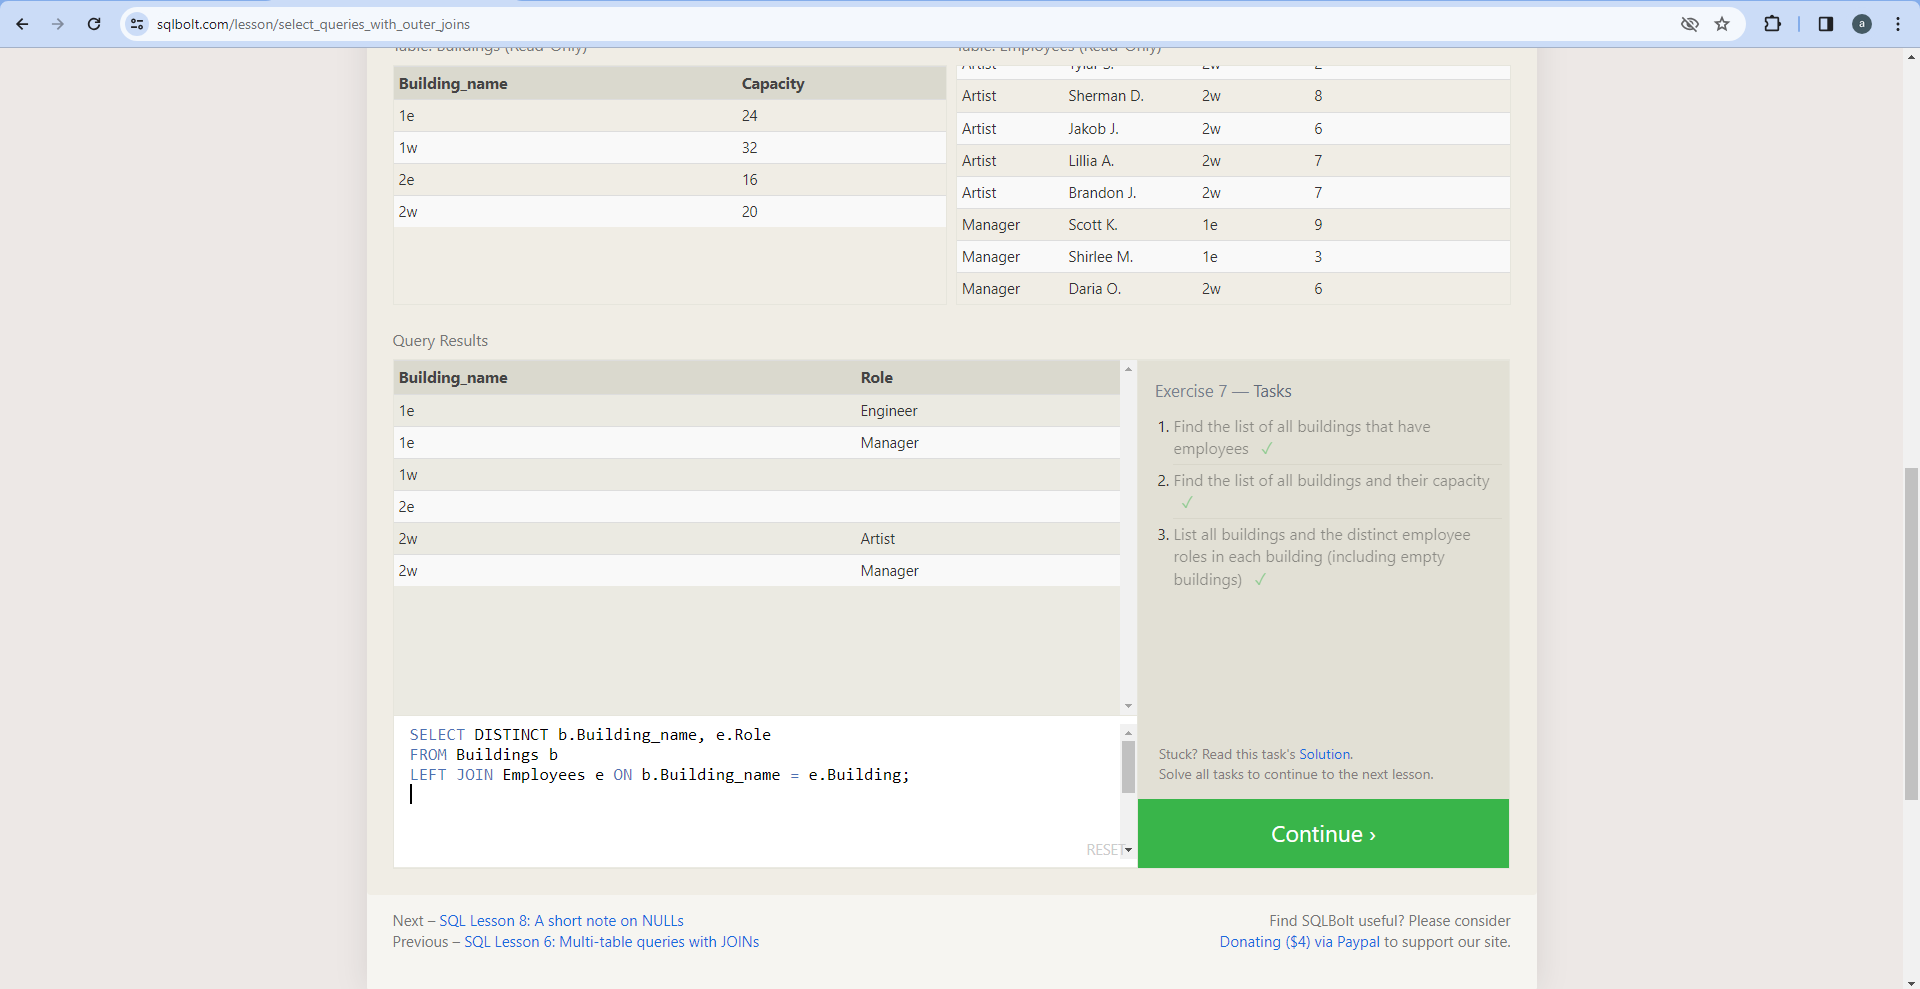 sqlbolt.com/lesson/select_queries_with_outer_joins
a
Table: Buildings (Read-Only)
Table: Employees (Read-Only)
Building_name Capacity
1e 24
1w 32
2e 16
2w 20
Artist Tylar S. 2w 2
Artist Sherman D. 2w 8
Artist Jakob J. 2w 6
Artist Lillia A. 2w 7
Artist Brandon J. 2w 7
Manager Scott K. 1e 9
Manager Shirlee M. 1e 3
Manager Daria O. 2w 6
Query Results
Building_name Role
1e Engineer
1e Manager
1w
2e
2w Artist
2w Manager
Exercise 7 — Tasks
1. Find the list of all buildings that have
employees ✓
2. Find the list of all buildings and their capacity
✓
3. List all buildings and the distinct employee
roles in each building (including empty
buildings) ✓
SELECT DISTINCT b.Building_name, e.Role
FROM Buildings b
LEFT JOIN Employees e ON b.Building_name = e.Building;
RESET
Stuck? Read this task's Solution.
Solve all tasks to continue to the next lesson.
Continue ›
Next – SQL Lesson 8: A short note on NULLs
Previous – SQL Lesson 6: Multi-table queries with JOINs
Find SQLBolt useful? Please consider
Donating ($4) via Paypal to support our site.